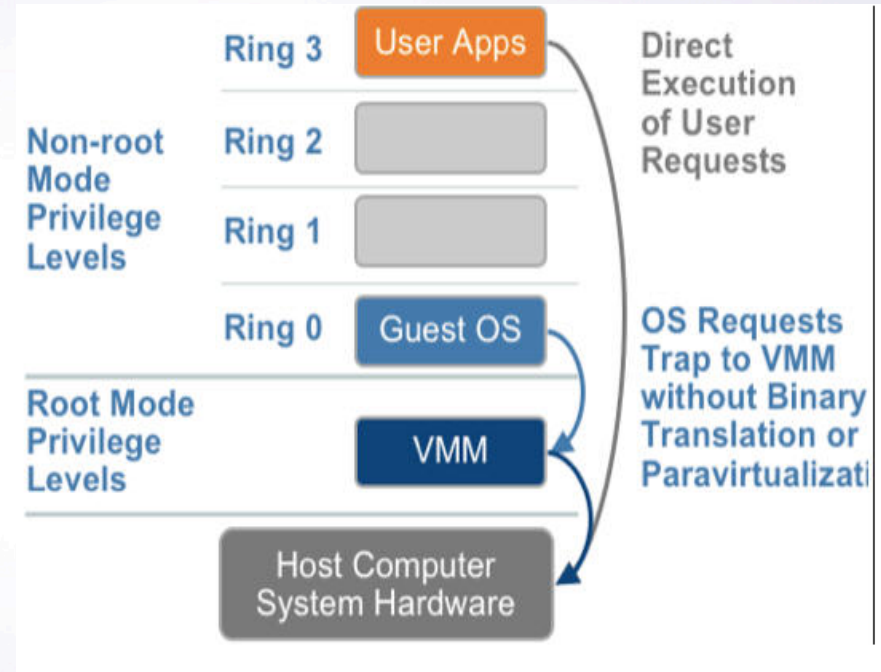 Ring 3
User Apps
Direct
Execution
of User
Requests
Non-root
Mode
Privilege
Levels
Ring 2
Ring 1
Ring 0
Guest OS
OS Requests
Trap to VMM
without Binary
Translation or
Paravirtualizati
Root Mode
Privilege
Levels
VMM
Host Computer
System Hardware